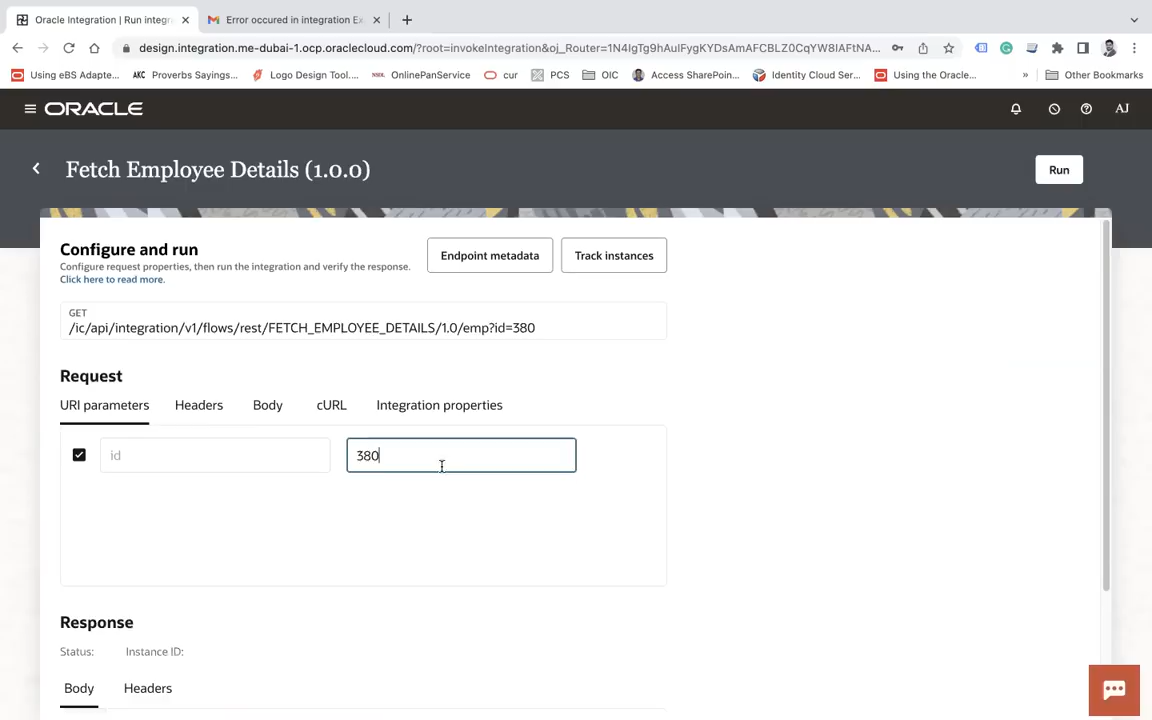 Oracle Integration | Run integr
Error occured in integration Ex
design.integration.me-dubai-1.ocp.oraclecloud.com/?root=invokeIntegration&oj_Router=1N4IgTg9hAulFygKYDsAmAFCBLZ0CqYW8IAFtNA...
Using eBS Adapte...
AKC Proverbs Sayings...
Logo Design Tool....
OnlinePanService
cur
PCS
OIC
Access SharePoin...
Identity Cloud Ser...
Using the Oracle...
»
Other Bookmarks
ORACLE
AJ
Fetch Employee Details (1.0.0)
Run
Configure and run
Endpoint metadata
Track instances
Configure request properties, then run the integration and verify the response.
Click here to read more.
GET
/ic/api/integration/v1/flows/rest/FETCH_EMPLOYEE_DETAILS/1.0/emp?id=380
Request
URI parameters
Headers
Body
cURL
Integration properties
id
380
Response
Status:
Instance ID:
Body
Headers